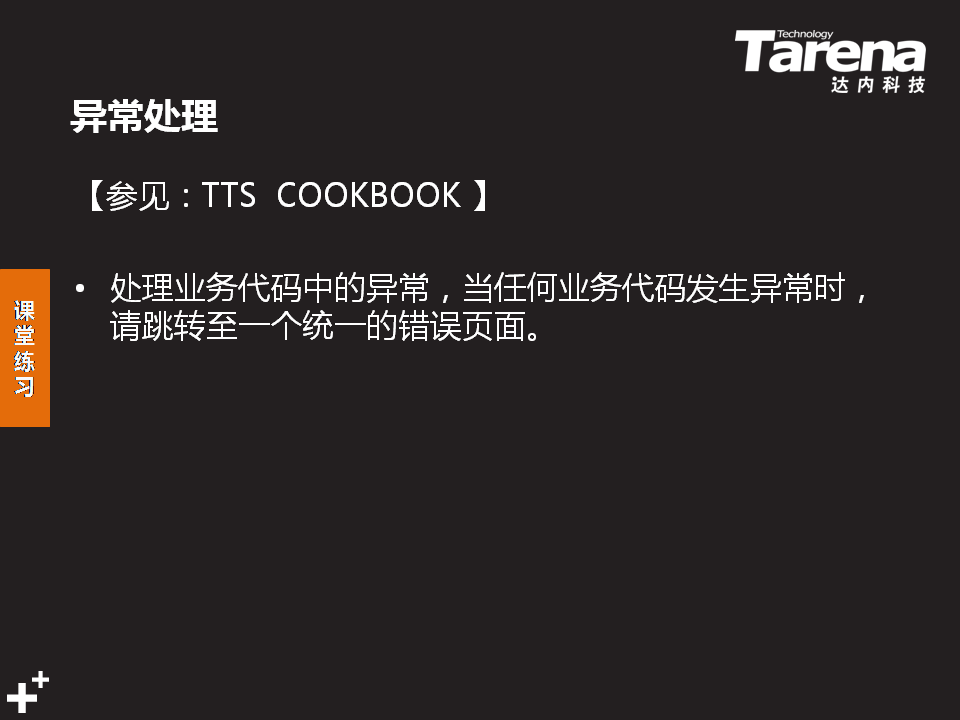 Technology
Tarena
达内科技
异常处理
【参见：TTS COOKBOOK 】
• 处理业务代码中的异常，当任何业务代码发生异常时，
请跳转至一个统一的错误页面。
课
堂
练
习